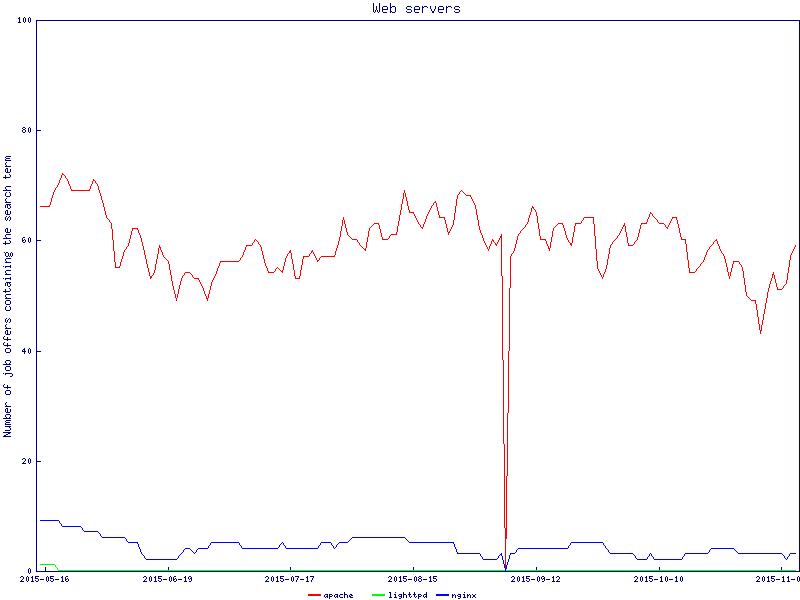 Web servers
Number of job offers containing the search term
100
80
60
40
20
0
2015-05-16 2015-06-19 2015-07-17 2015-08-15 2015-09-12 2015-10-10 2015-11-0
apache lighttpd nginx